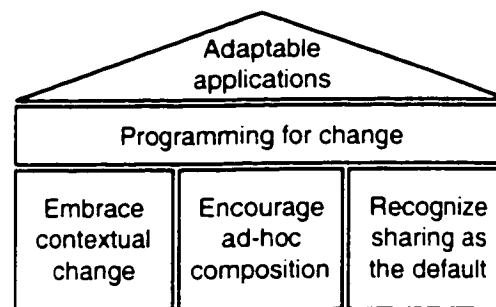 Adaptable
applications
Programming for change
Embrace
contextual
change
Encourage
ad-hoc
composition
Recognize
sharing as
the default